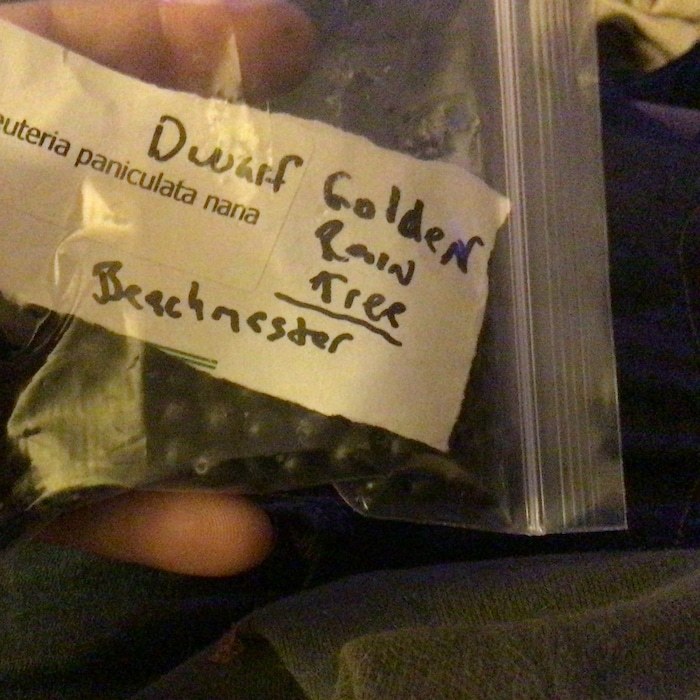 euteria paniculata nana
Dwarf Golden
Rain
Tree
Beachmaster